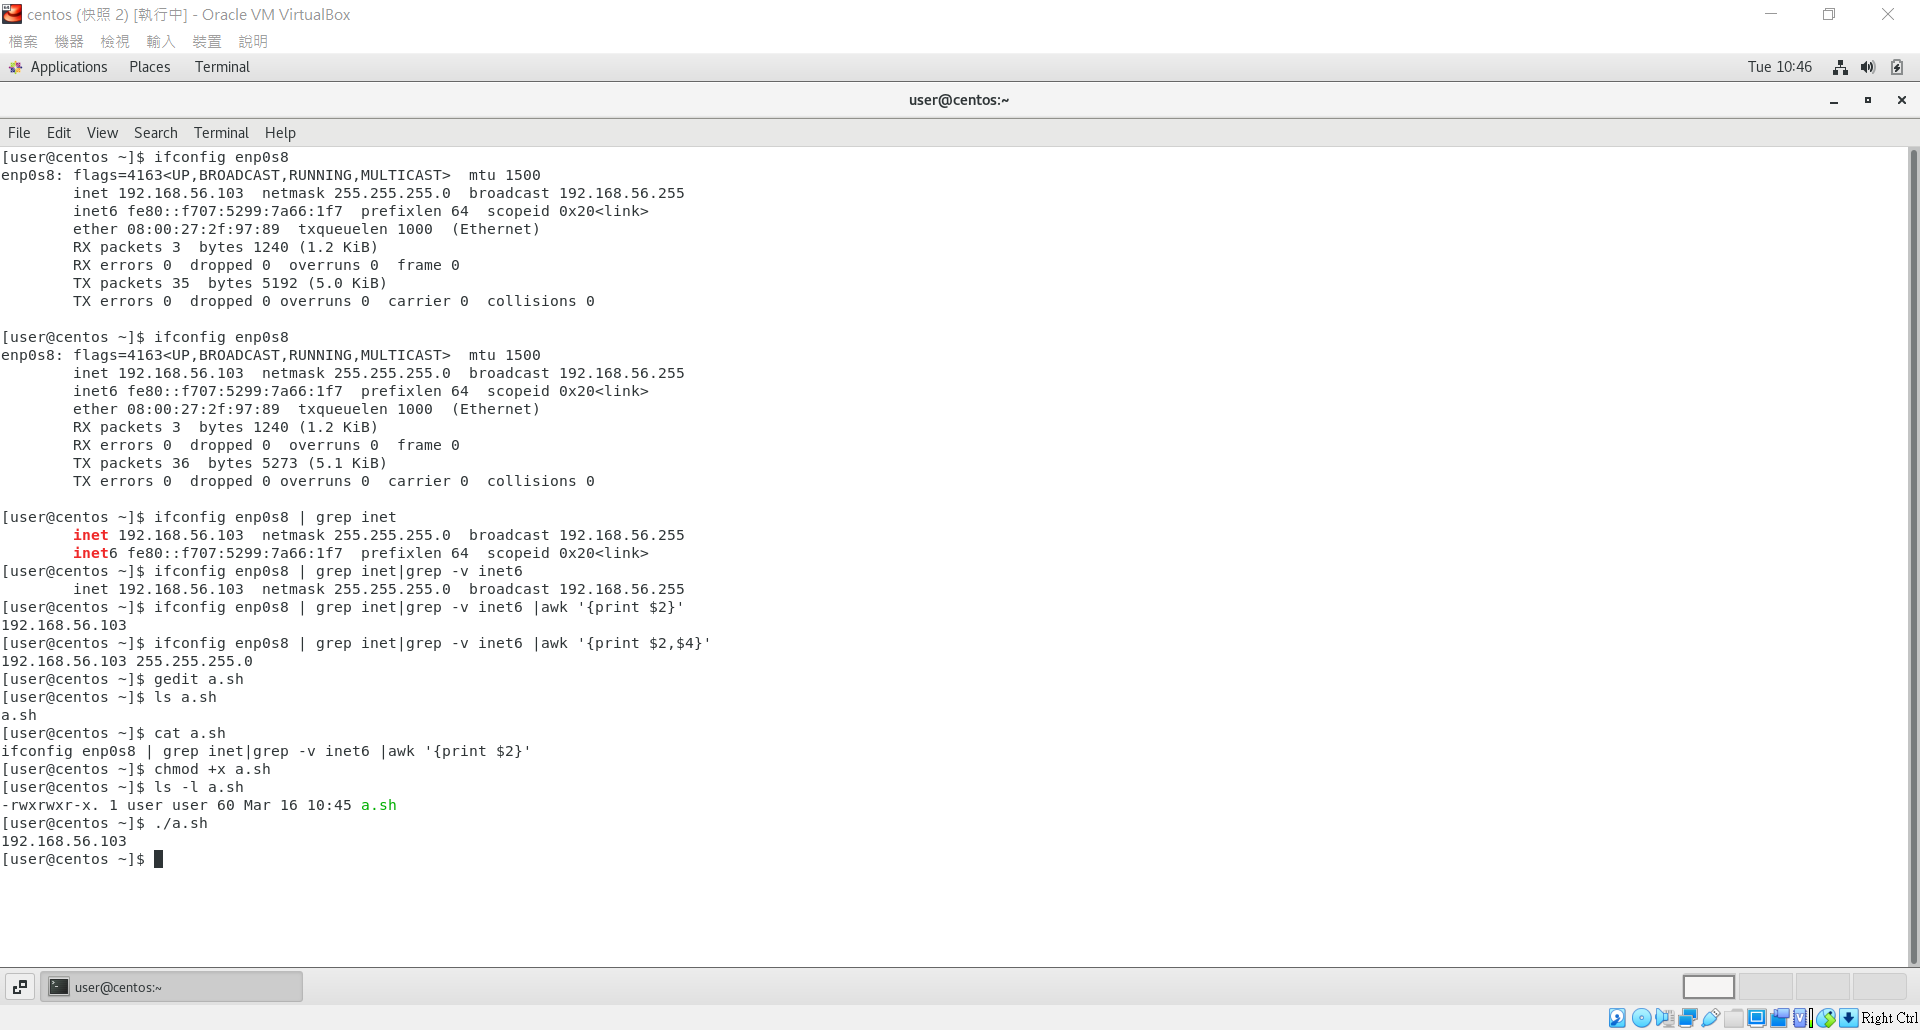 centos (快照 2) [執行中] - Oracle VM VirtualBox
檔案 機器 檢視 輸入 裝置 說明
Applications Places Terminal Tue 10:46
user@centos:~
File Edit View Search Terminal Help
[user@centos ~]$ ifconfig enp0s8
enp0s8: flags=4163<UP,BROADCAST,RUNNING,MULTICAST>  mtu 1500
        inet 192.168.56.103  netmask 255.255.255.0  broadcast 192.168.56.255
        inet6 fe80::f707:5299:7a66:1f7  prefixlen 64  scopeid 0x20<link>
        ether 08:00:27:2f:97:89  txqueuelen 1000  (Ethernet)
        RX packets 3  bytes 1240 (1.2 KiB)
        RX errors 0  dropped 0  overruns 0  frame 0
        TX packets 35  bytes 5192 (5.0 KiB)
        TX errors 0  dropped 0 overruns 0  carrier 0  collisions 0
[user@centos ~]$ ifconfig enp0s8
enp0s8: flags=4163<UP,BROADCAST,RUNNING,MULTICAST>  mtu 1500
        inet 192.168.56.103  netmask 255.255.255.0  broadcast 192.168.56.255
        inet6 fe80::f707:5299:7a66:1f7  prefixlen 64  scopeid 0x20<link>
        ether 08:00:27:2f:97:89  txqueuelen 1000  (Ethernet)
        RX packets 3  bytes 1240 (1.2 KiB)
        RX errors 0  dropped 0  overruns 0  frame 0
        TX packets 36  bytes 5273 (5.1 KiB)
        TX errors 0  dropped 0 overruns 0  carrier 0  collisions 0
[user@centos ~]$ ifconfig enp0s8 | grep inet
        inet 192.168.56.103  netmask 255.255.255.0  broadcast 192.168.56.255
        inet6 fe80::f707:5299:7a66:1f7  prefixlen 64  scopeid 0x20<link>
[user@centos ~]$ ifconfig enp0s8 | grep inet|grep -v inet6
        inet 192.168.56.103  netmask 255.255.255.0  broadcast 192.168.56.255
[user@centos ~]$ ifconfig enp0s8 | grep inet|grep -v inet6 |awk '{print $2}'
192.168.56.103
[user@centos ~]$ ifconfig enp0s8 | grep inet|grep -v inet6 |awk '{print $2,$4}'
192.168.56.103 255.255.255.0
[user@centos ~]$ gedit a.sh
[user@centos ~]$ ls a.sh
a.sh
[user@centos ~]$ cat a.sh
ifconfig enp0s8 | grep inet|grep -v inet6 |awk '{print $2}'
[user@centos ~]$ chmod +x a.sh
[user@centos ~]$ ls -l a.sh
-rwxrwxr-x. 1 user user 60 Mar 16 10:45 a.sh
[user@centos ~]$ ./a.sh
192.168.56.103
[user@centos ~]$
user@centos:~
Right Ctrl